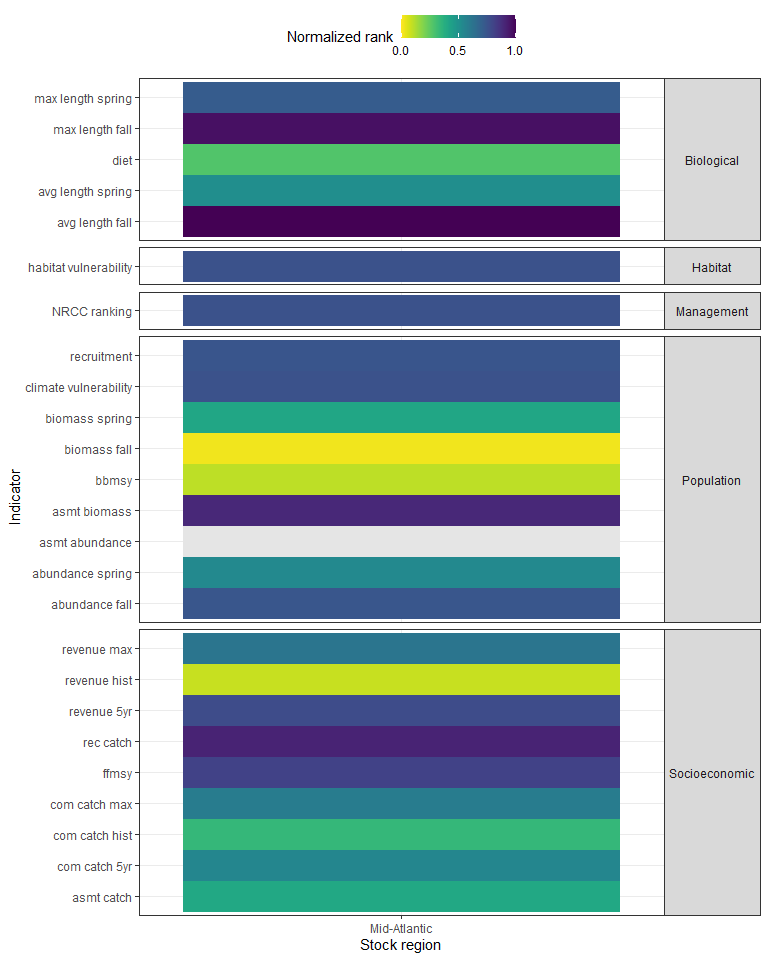 Normalized rank
0.0 0.5 1.0
max length spring
max length fall
diet
avg length spring
avg length fall
Biological
habitat vulnerability
Habitat
NRCC ranking
Management
recruitment
climate vulnerability
biomass spring
biomass fall
bbmsy
asmt biomass
asmt abundance
abundance spring
abundance fall
Population
revenue max
revenue hist
revenue 5yr
rec catch
ffmsy
com catch max
com catch hist
com catch 5yr
asmt catch
Socioeconomic
Indicator
Mid-Atlantic
Stock region